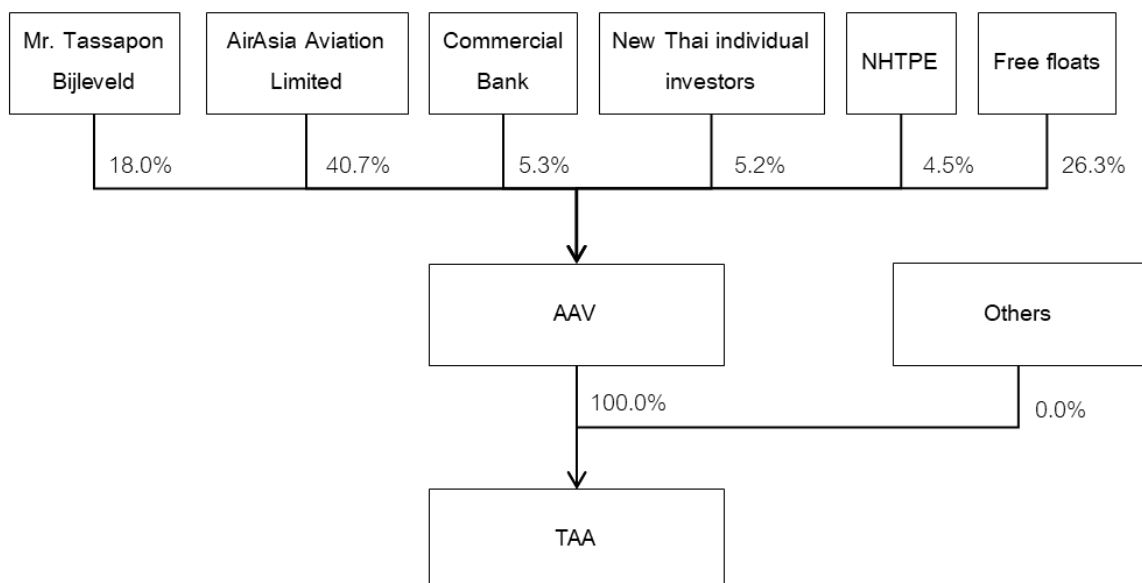 Mr. Tassapon
Bijleveld
AirAsia Aviation
Limited
Commercial
Bank
New Thai individual
investors
NHTPE
Free floats
18.0%
40.7%
5.3%
5.2%
4.5%
26.3%
AAV
Others
100.0%
0.0%
TAA